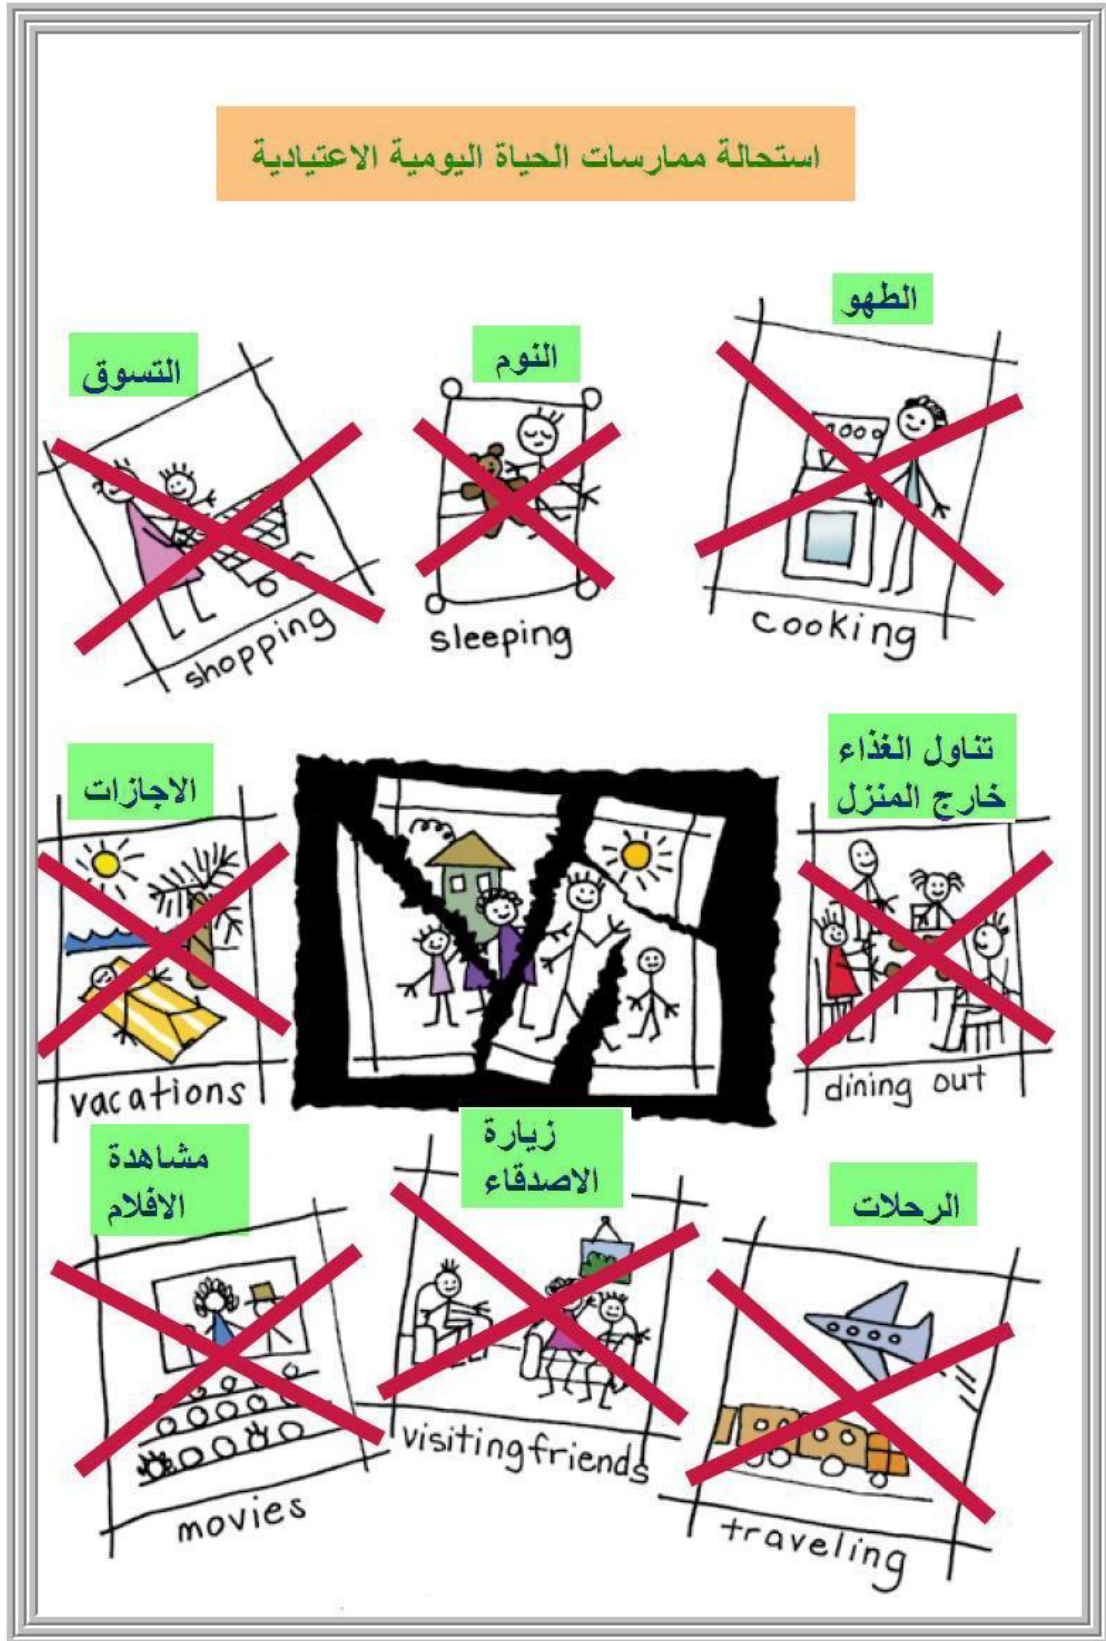 استحالة ممارسات الحياة اليومية الاعتيادية
الطهو
cooking
النوم
sleeping
التسوق
shopping
تناول الغذاء
خارج المنزل
dining out
الاجازات
vacations
الرحلات
traveling
زيارة
الاصدقاء
visiting friends
مشاهدة
الافلام
movies